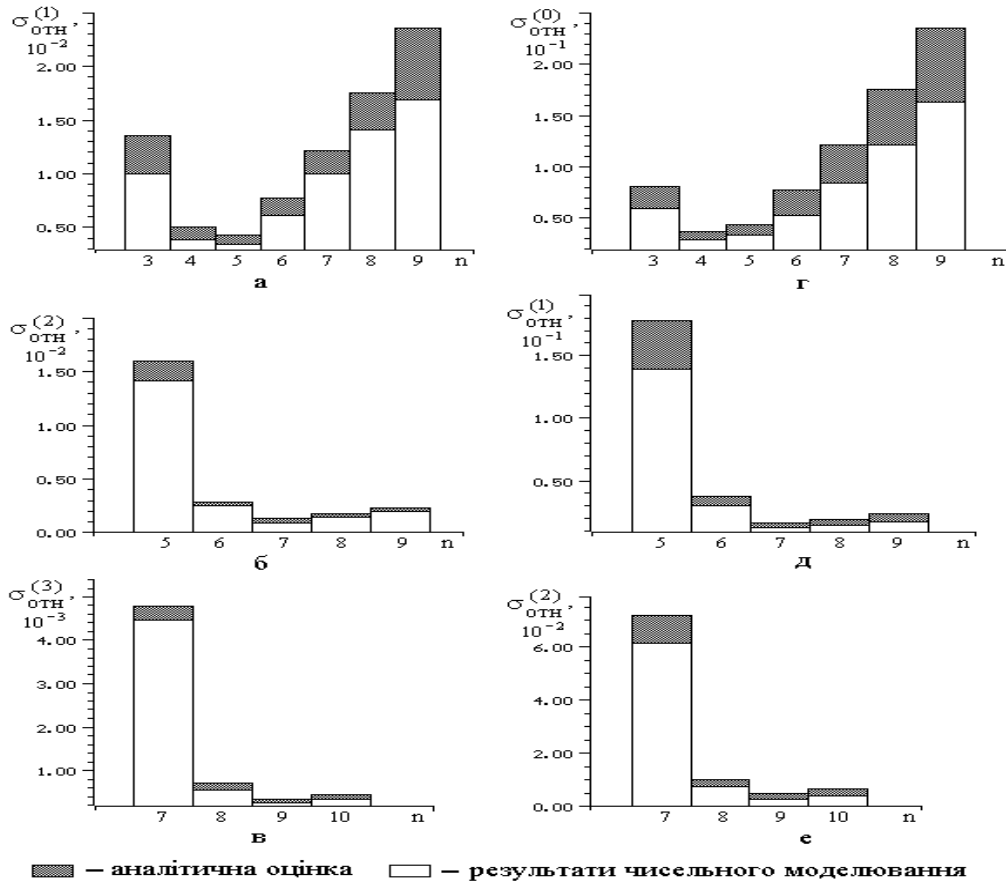 σ(1)отн, 10⁻²
2.00
1.50
1.00
0.50
3 4 5 6 7 8 9 n
а
σ(0)отн, 10⁻¹
2.00
1.50
1.00
0.50
3 4 5 6 7 8 9 n
г
σ(2)отн, 10⁻²
1.50
1.00
0.50
0.00
5 6 7 8 9 n
б
σ(1)отн, 10⁻¹
1.50
1.00
0.50
5 6 7 8 9 n
д
σ(3)отн, 10⁻³
4.00
3.00
2.00
1.00
7 8 9 10 n
в
σ(2)отн, 10⁻²
6.00
4.00
2.00
0.00
7 8 9 10 n
е
– аналітична оцінка – результати чисельного моделювання